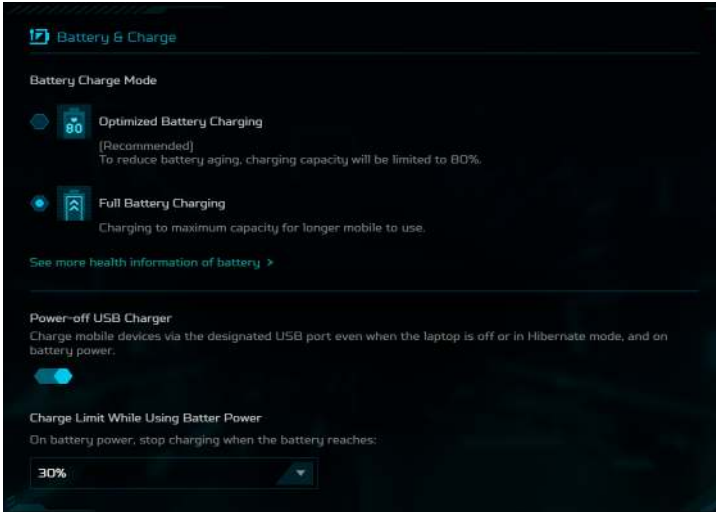 Battery & Charge
Battery Charge Mode
80
Optimized Battery Charging
[Recommended]
To reduce battery aging, charging capacity will be limited to 80%.
Full Battery Charging
Charging to maximum capacity for longer mobile to use.
See more health information of battery >
Power-off USB Charger
Charge mobile devices via the designated USB port even when the laptop is off or in Hibernate mode, and on
battery power.
Charge Limit While Using Batter Power
On battery power, stop charging when the battery reaches:
30%